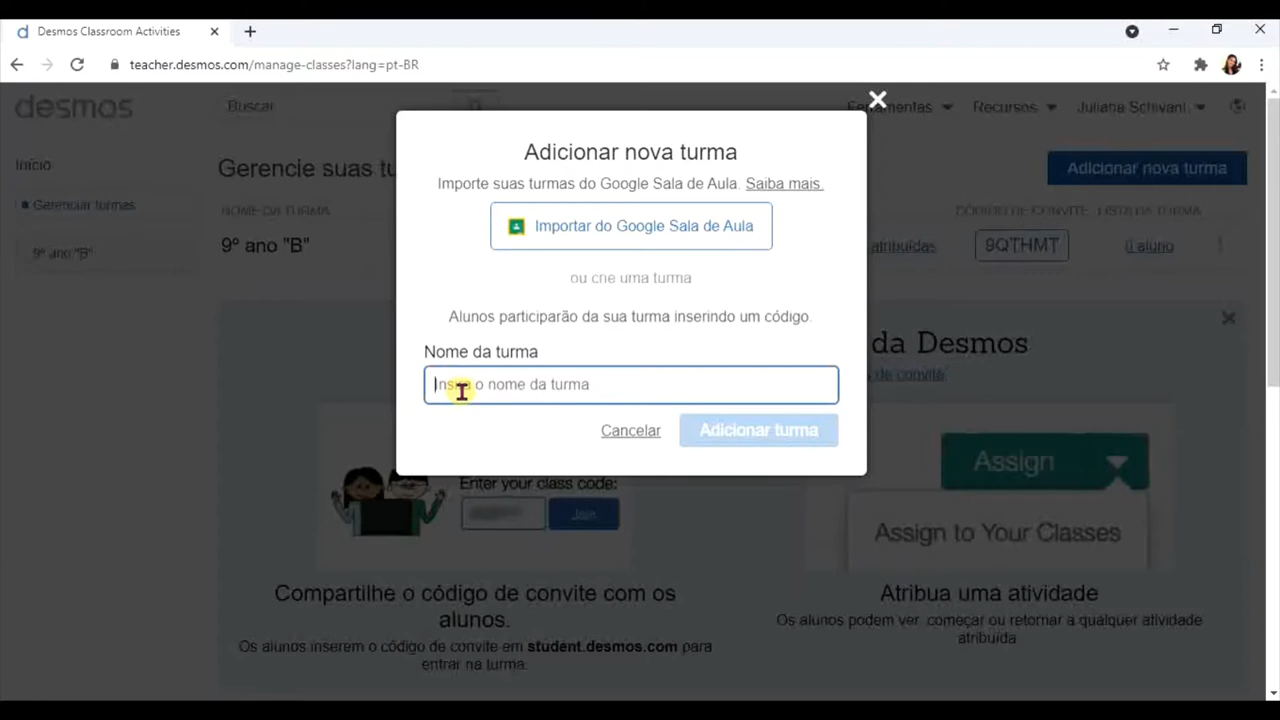 Desmos Classroom Activities
teacher.desmos.com/manage-classes?lang=pt-BR
desmos
Buscar
Ferramentas
Recursos
Juliana Schivani
Início
Gerenciar turmas
9º ano "B"
Gerencie suas tu
Adicionar nova turma
NOME DA TURMA
CÓDIGO DE CONVITE
LISTA DA TURMA
9º ano "B"
atribuídas
9QTHMT
0 aluno
Adicionar nova turma
Importe suas turmas do Google Sala de Aula. Saiba mais.
Importar do Google Sala de Aula
ou crie uma turma
Alunos participarão da sua turma inserindo um código.
Nome da turma
Insira o nome da turma
Cancelar
Adicionar turma
da Desmos
de convite
Enter your class code:
Join
Assign
Assign to Your Classes
Compartilhe o código de convite com os
alunos.
Os alunos inserem o código de convite em student.desmos.com para
entrar na turma.
Atribua uma atividade
Os alunos podem ver, começar ou retornar a qualquer atividade
atribuída